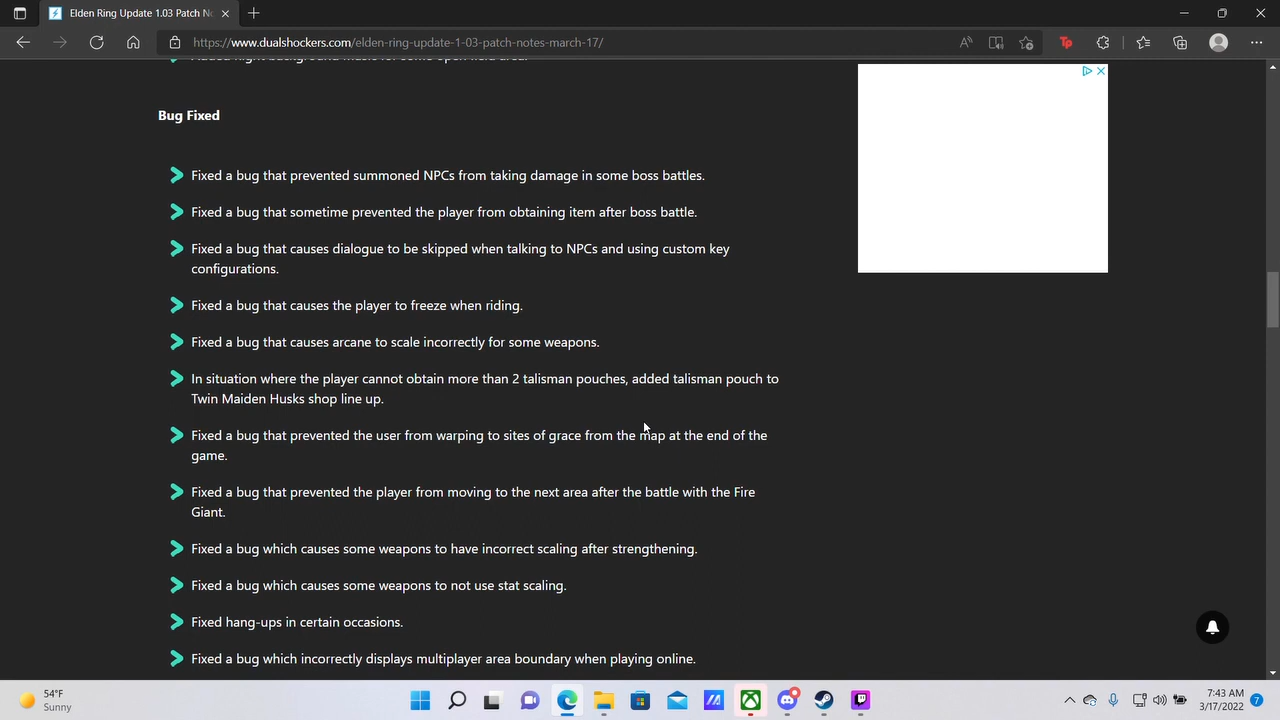 Elden Ring Update 1.03 Patch No
https://www.dualshockers.com/elden-ring-update-1-03-patch-notes-march-17/
Added night background music for some open field area.
Bug Fixed
Fixed a bug that prevented summoned NPCs from taking damage in some boss battles.
Fixed a bug that sometime prevented the player from obtaining item after boss battle.
Fixed a bug that causes dialogue to be skipped when talking to NPCs and using custom key
configurations.
Fixed a bug that causes the player to freeze when riding.
Fixed a bug that causes arcane to scale incorrectly for some weapons.
In situation where the player cannot obtain more than 2 talisman pouches, added talisman pouch to
Twin Maiden Husks shop line up.
Fixed a bug that prevented the user from warping to sites of grace from the map at the end of the
game.
Fixed a bug that prevented the player from moving to the next area after the battle with the Fire
Giant.
Fixed a bug which causes some weapons to have incorrect scaling after strengthening.
Fixed a bug which causes some weapons to not use stat scaling.
Fixed hang-ups in certain occasions.
Fixed a bug which incorrectly displays multiplayer area boundary when playing online.
54°F
Sunny
7:43 AM
3/17/2022
7